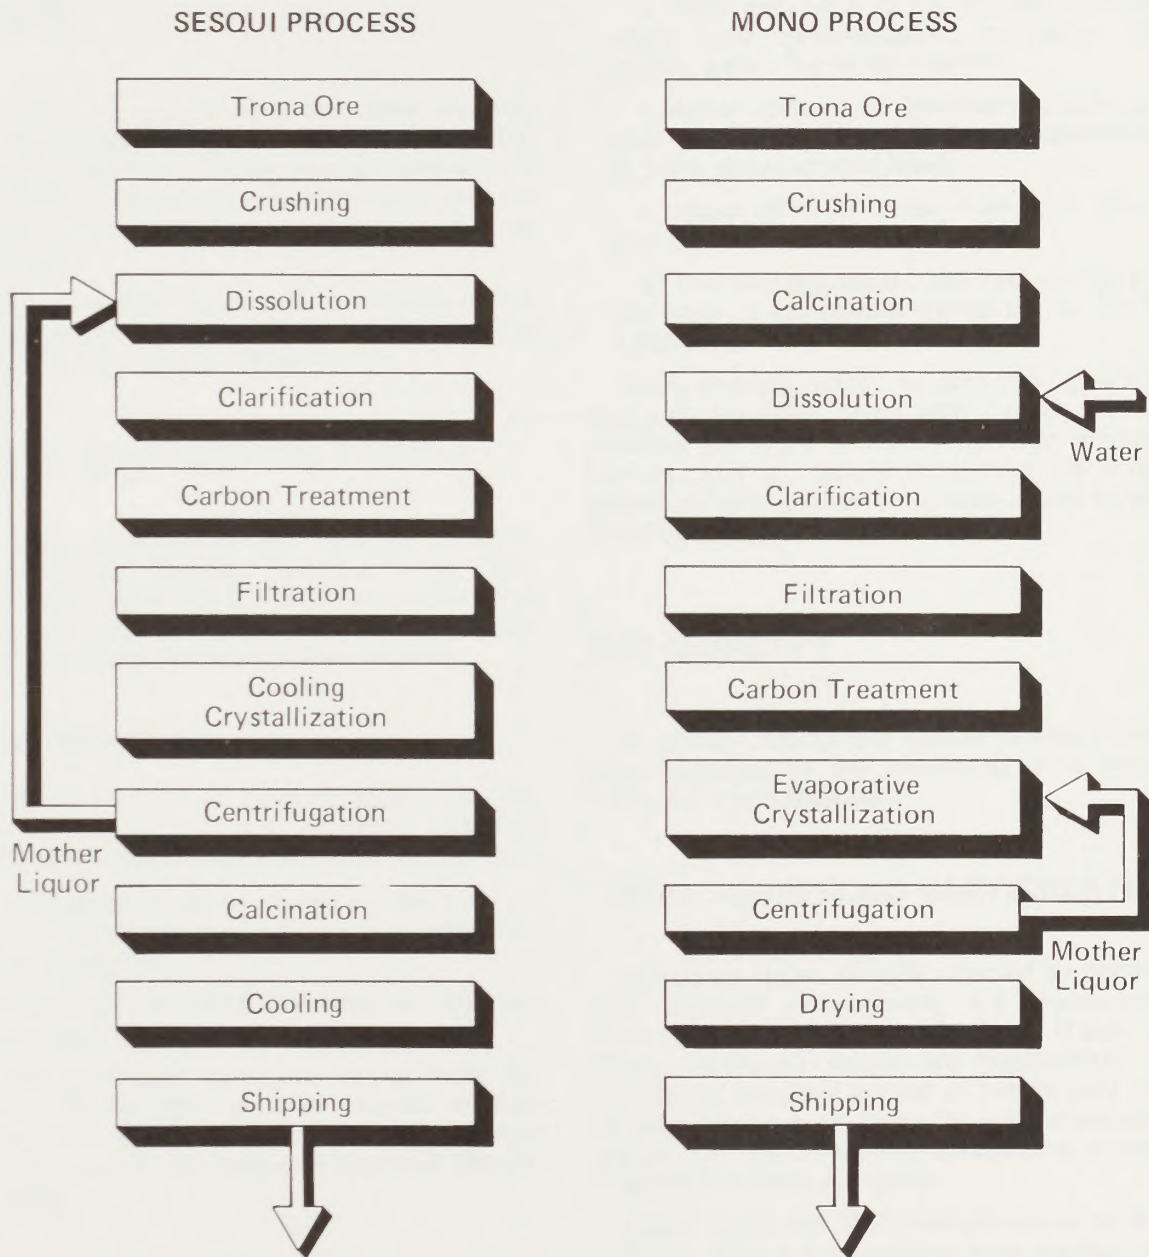 SESQUI PROCESS
Trona Ore
Crushing
Dissolution
Clarification
Carbon Treatment
Filtration
Cooling
Crystallization
Centrifugation
Mother
Liquor
Calcination
Cooling
Shipping
MONO PROCESS
Trona Ore
Crushing
Calcination
Dissolution
Water
Clarification
Filtration
Carbon Treatment
Evaporative
Crystallization
Centrifugation
Mother
Liquor
Drying
Shipping